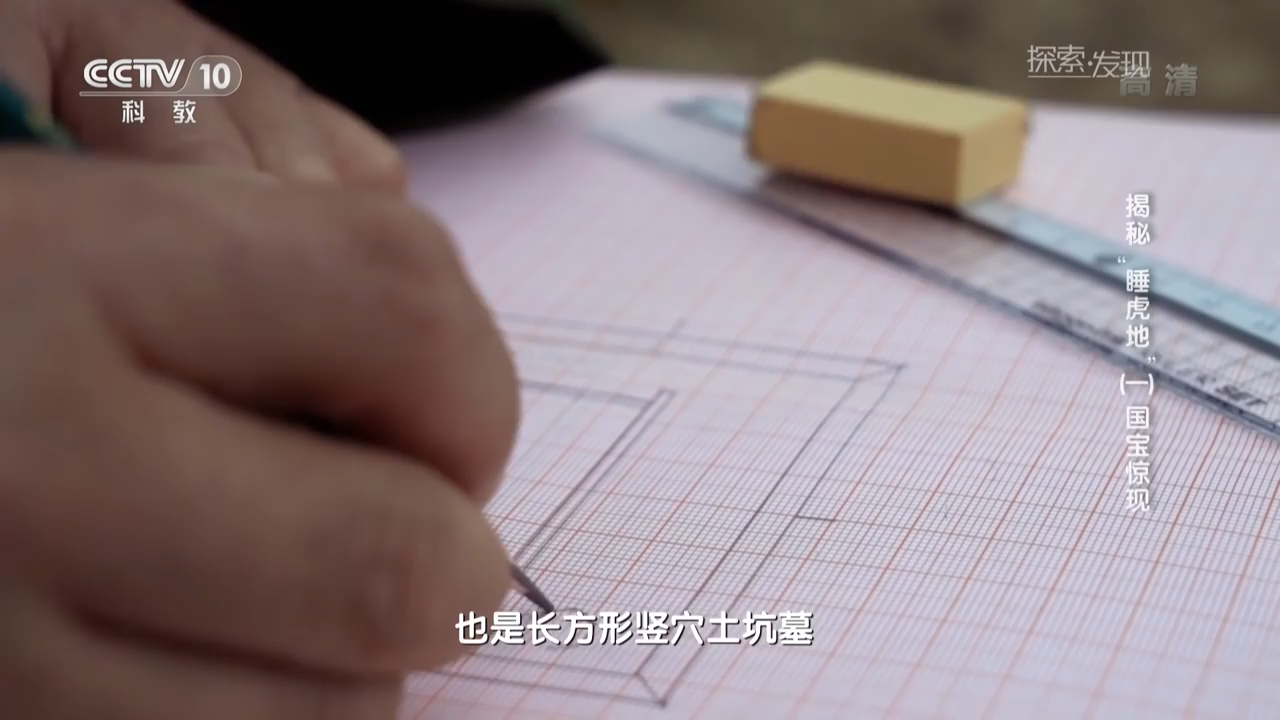 CCTV 10
科教
探索·发现
高清
揭秘“睡虎地”(一)国宝惊现
也是长方形竖穴土坑墓